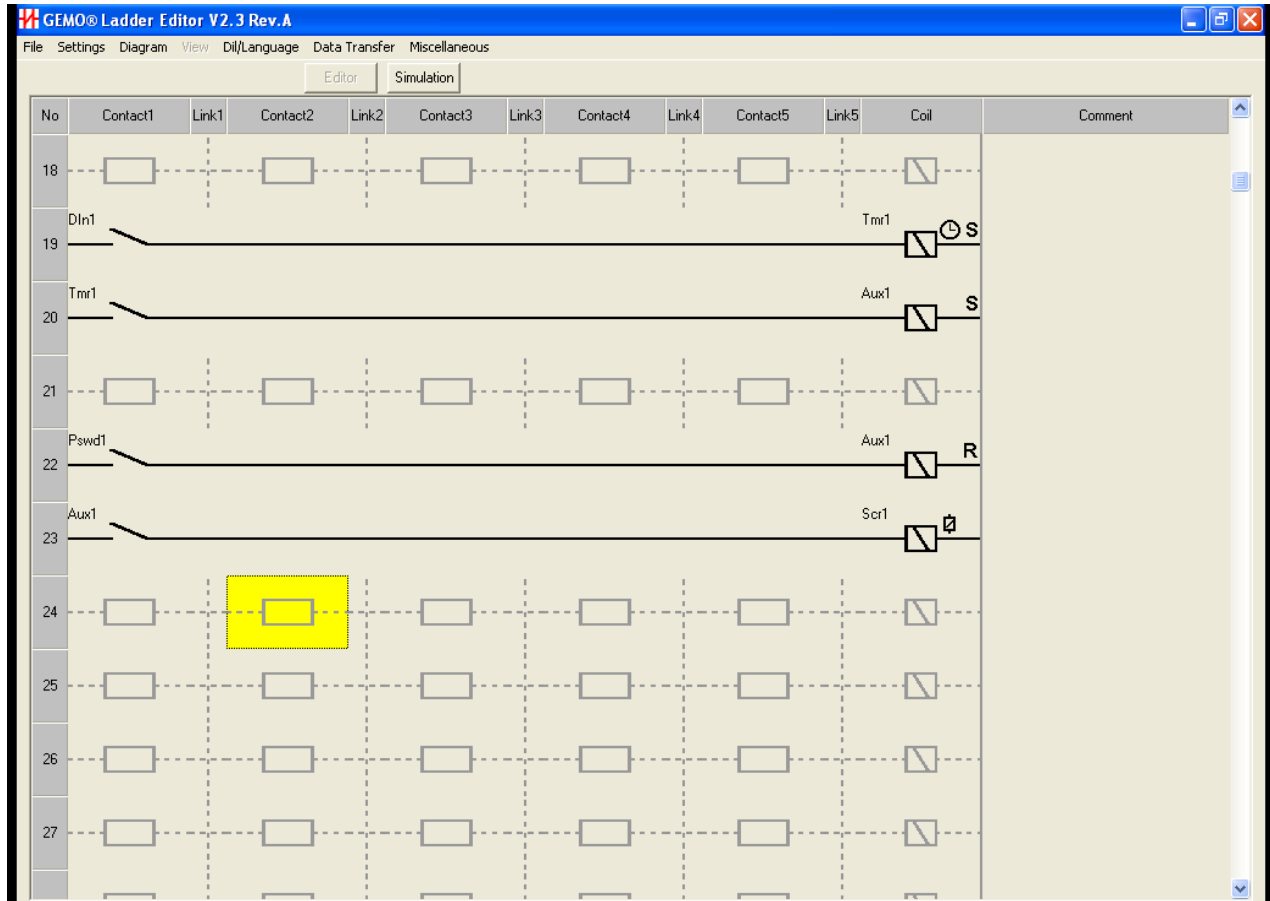 GEMO® Ladder Editor V2.3 Rev.A
File Settings Diagram View Dil/Language Data Transfer Miscellaneous
Editor Simulation
No Contact1 Link1 Contact2 Link2 Contact3 Link3 Contact4 Link4 Contact5 Link5 Coil Comment
18
DIn1 Tmr1 S
19
Tmr1 Aux1 S
20
21
Pswd1 Aux1 R
22
Aux1 Scr1
23
24
25
26
27